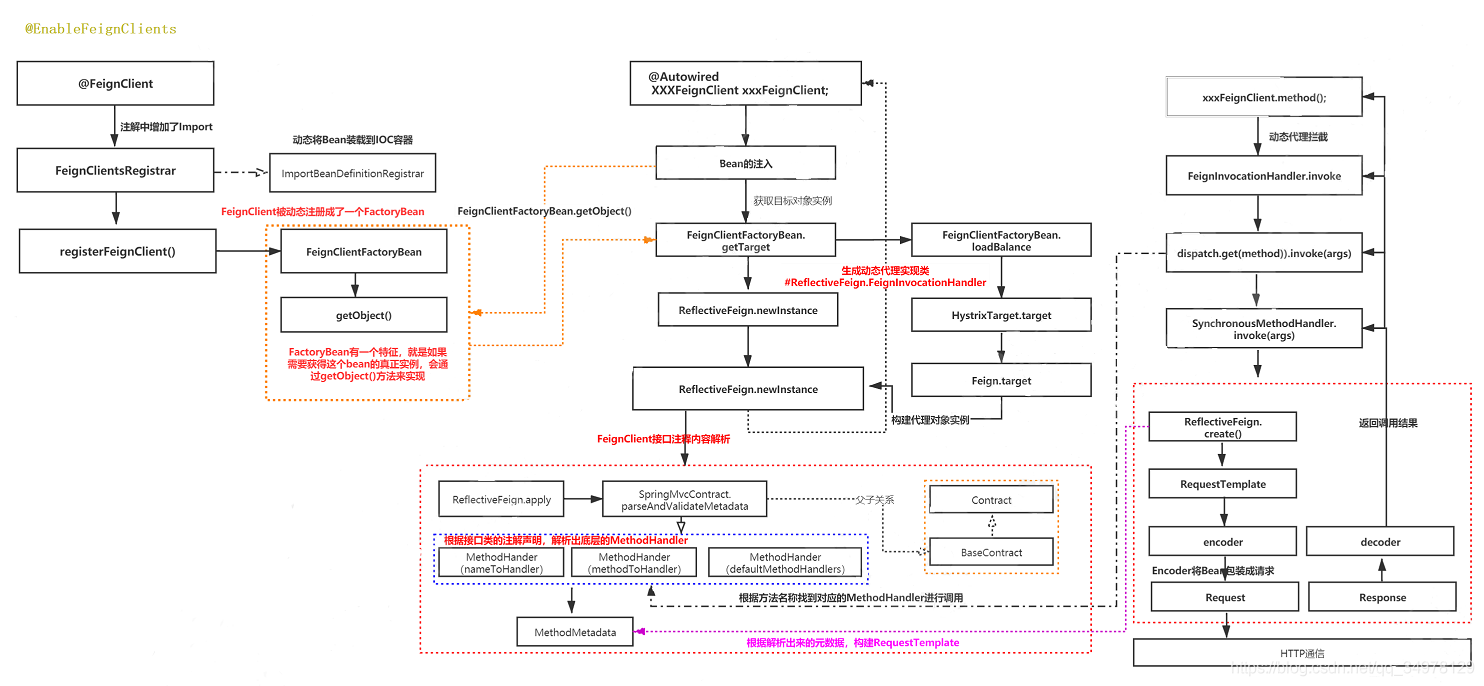 @EnableFeignClients
@FeignClient
注解中增加了Import
FeignClientsRegistrar
动态将Bean装载到IOC容器
ImportBeanDefinitionRegistrar
registerFeignClient()
FeignClient被动态注册成了一个FactoryBean
FeignClientFactoryBean
getObject()
FactoryBean有一个特征，就是如果
需要获得这个bean的真正实例，会通
过getObject()方法来实现
FeignClientFactoryBean.getObject()
@Autowired
XXXFeignClient xxxFeignClient;
Bean的注入
获取目标对象实例
FeignClientFactoryBean.
getTarget
FeignClientFactoryBean.
loadBalance
生成动态代理实现类
#ReflectiveFeign.FeignInvocationHandler
ReflectiveFeign.newInstance
HystrixTarget.target
ReflectiveFeign.newInstance
Feign.target
构建代理对象实例
FeignClient接口注释内容解析
ReflectiveFeign.apply
SpringMvcContract.
parseAndValidateMetadata
父子关系
Contract
BaseContract
根据接口类的注解声明，解析出底层的MethodHandler
MethodHander
(nameToHandler)
MethodHander
(methodToHandler)
MethodHander
(defaultMethodHandlers)
根据方法名称找到对应的MethodHandler进行调用
MethodMetadata
根据解析出来的元数据，构建RequestTemplate
xxxFeignClient.method();
动态代理拦截
FeignInvocationHandler.invoke
dispatch.get(method)).invoke(args)
SynchronousMethodHandler.
invoke(args)
ReflectiveFeign.
create()
返回调用结果
RequestTemplate
encoder
decoder
Encoder将Bean包装成请求
Request
Response
HTTP通信